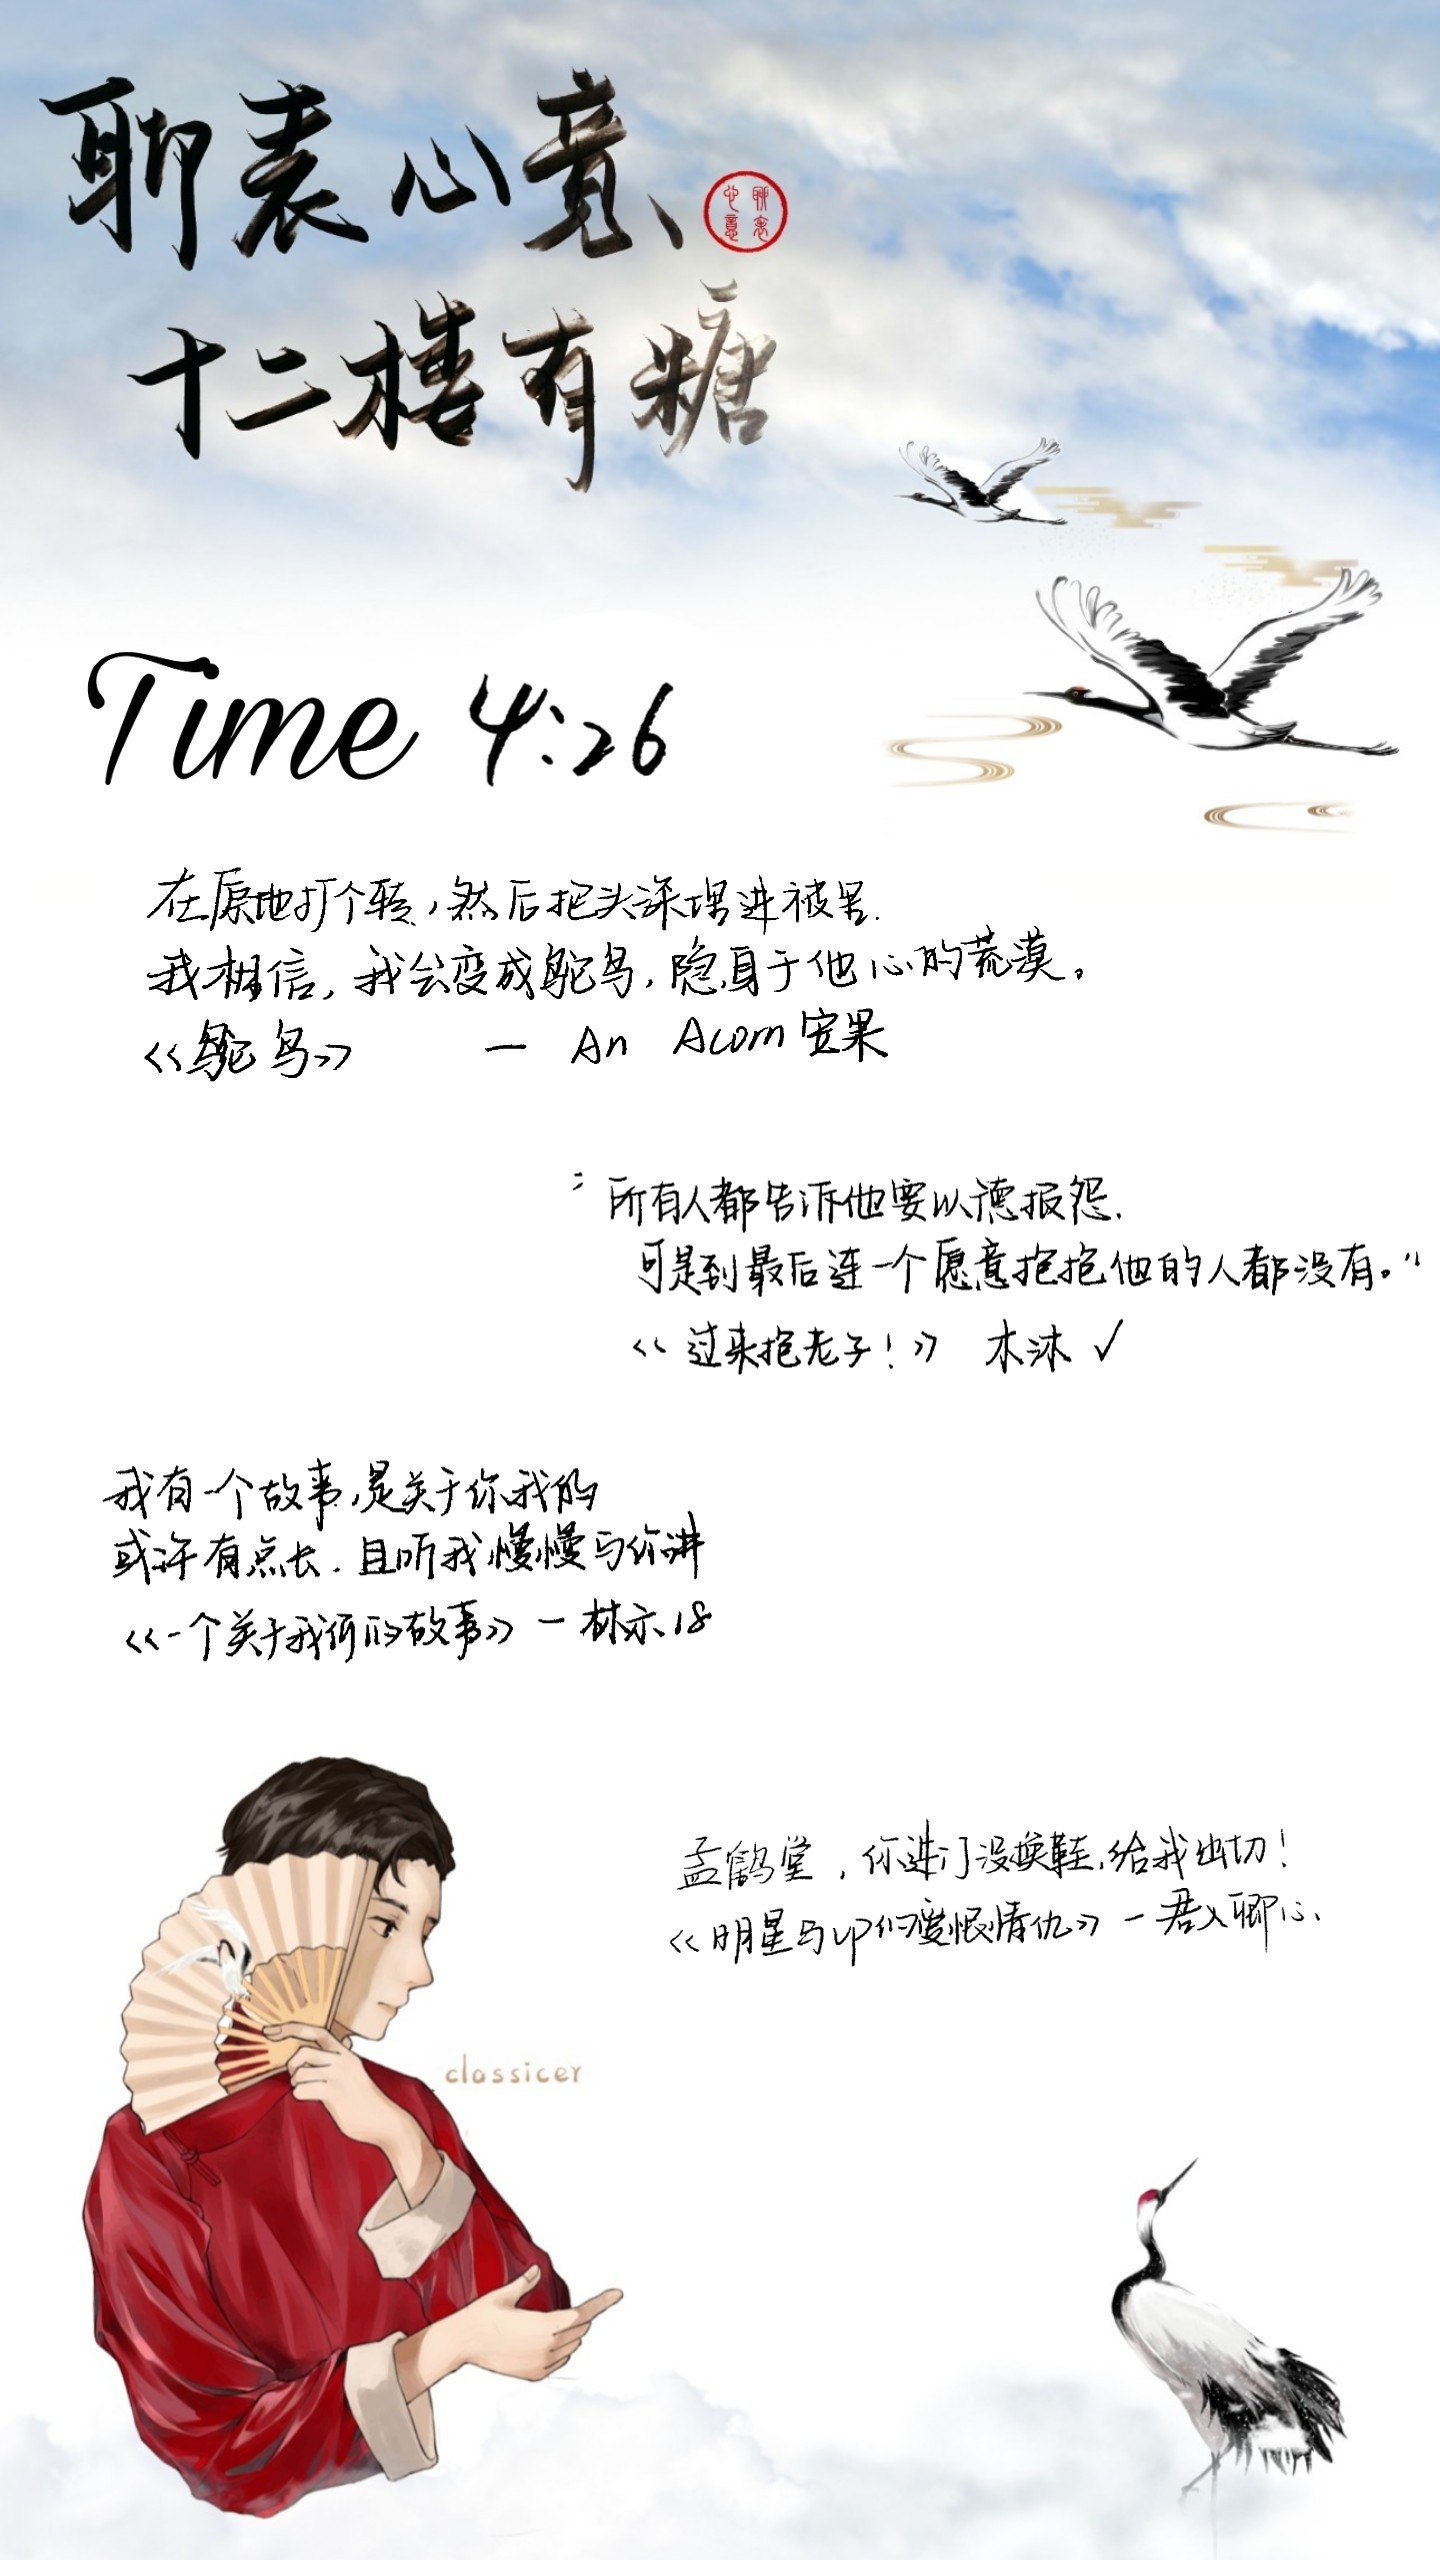 聊表心意、
聊表心意
十二楼有糖
Time 4:26
在原地打个转，然后把头深埋进被写.
我相信，我会变成鸵鸟，隐身于他心的荒漠。
《鸵鸟》 — An Acorn 安果
“所有人都告诉他要以德报怨.
可是到最后连一个愿意抱抱他的人都没有。”
《过来抱老子！》 木沐✓
我有一个故事，是关于你我的
或许有点长.且听我慢慢与你讲
《一个关于我们的故事》— 林示18
孟鹤堂，你进门没换鞋，给我出切！
《明星与up的爱恨情仇》—君乂聊心、
classicer